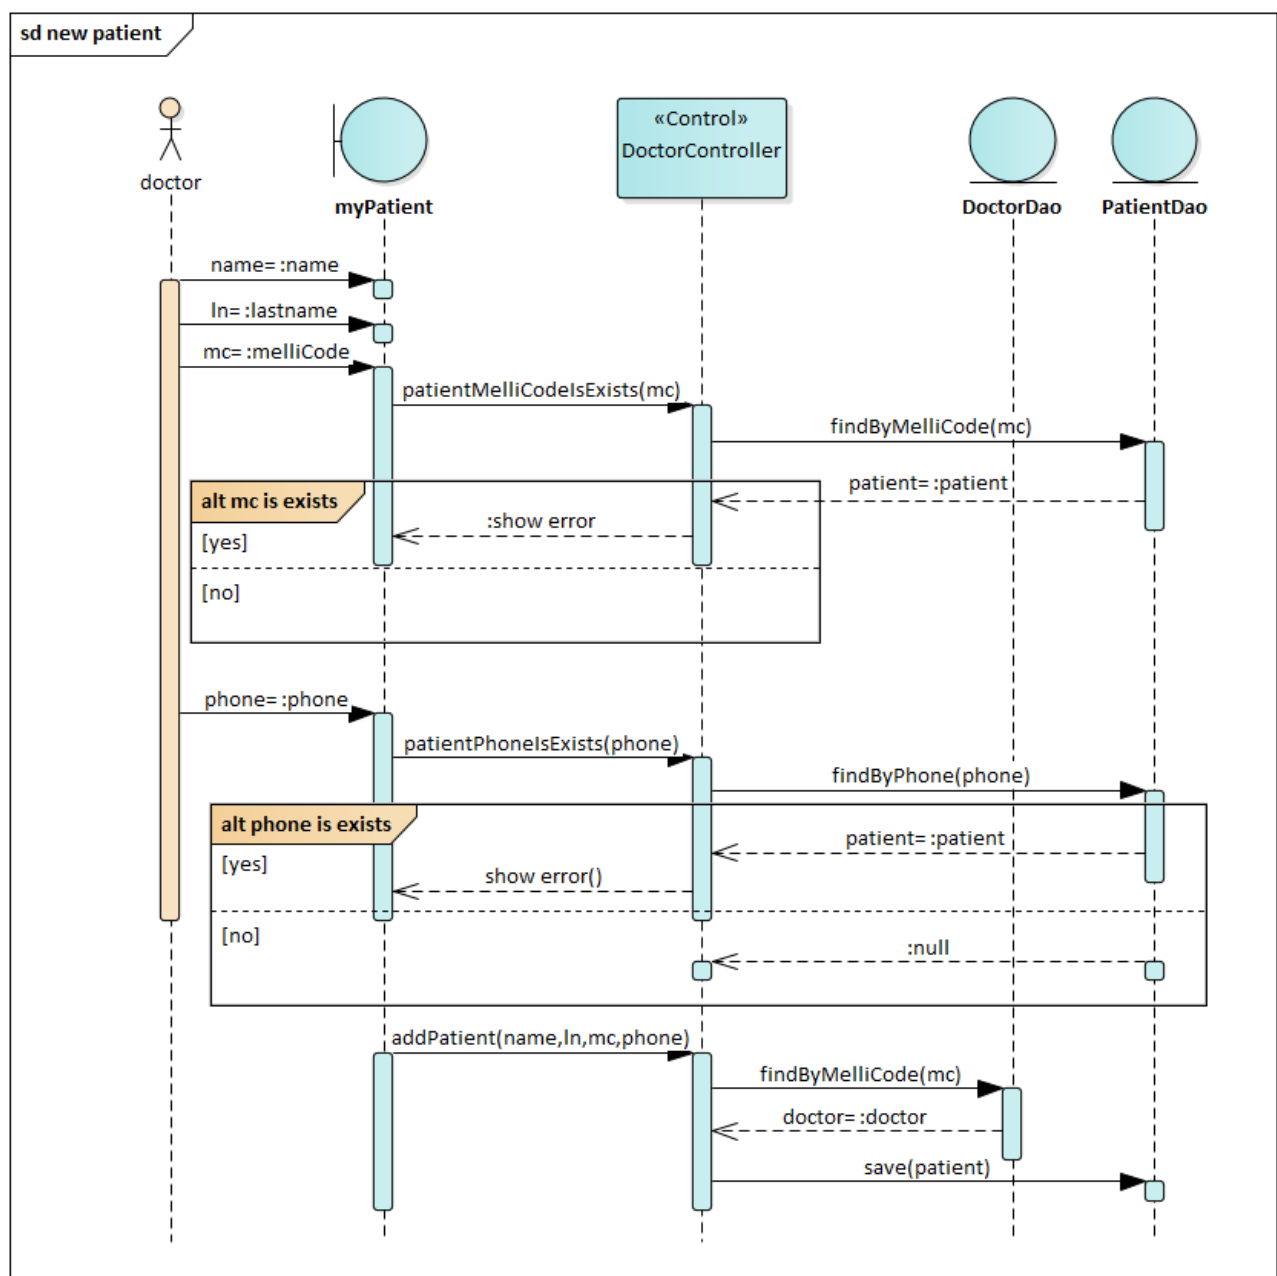 sd new patient
«Control»
DoctorController
doctor
myPatient
DoctorDao
PatientDao
name= :name
ln= :lastname
mc= :melliCode
patientMelliCodeIsExists(mc)
findByMelliCode(mc)
patient= :patient
alt mc is exists
:show error
[yes]
[no]
phone= :phone
patientPhoneIsExists(phone)
findByPhone(phone)
alt phone is exists
patient= :patient
[yes]
show error()
[no]
:null
addPatient(name,ln,mc,phone)
findByMelliCode(mc)
doctor= :doctor
save(patient)